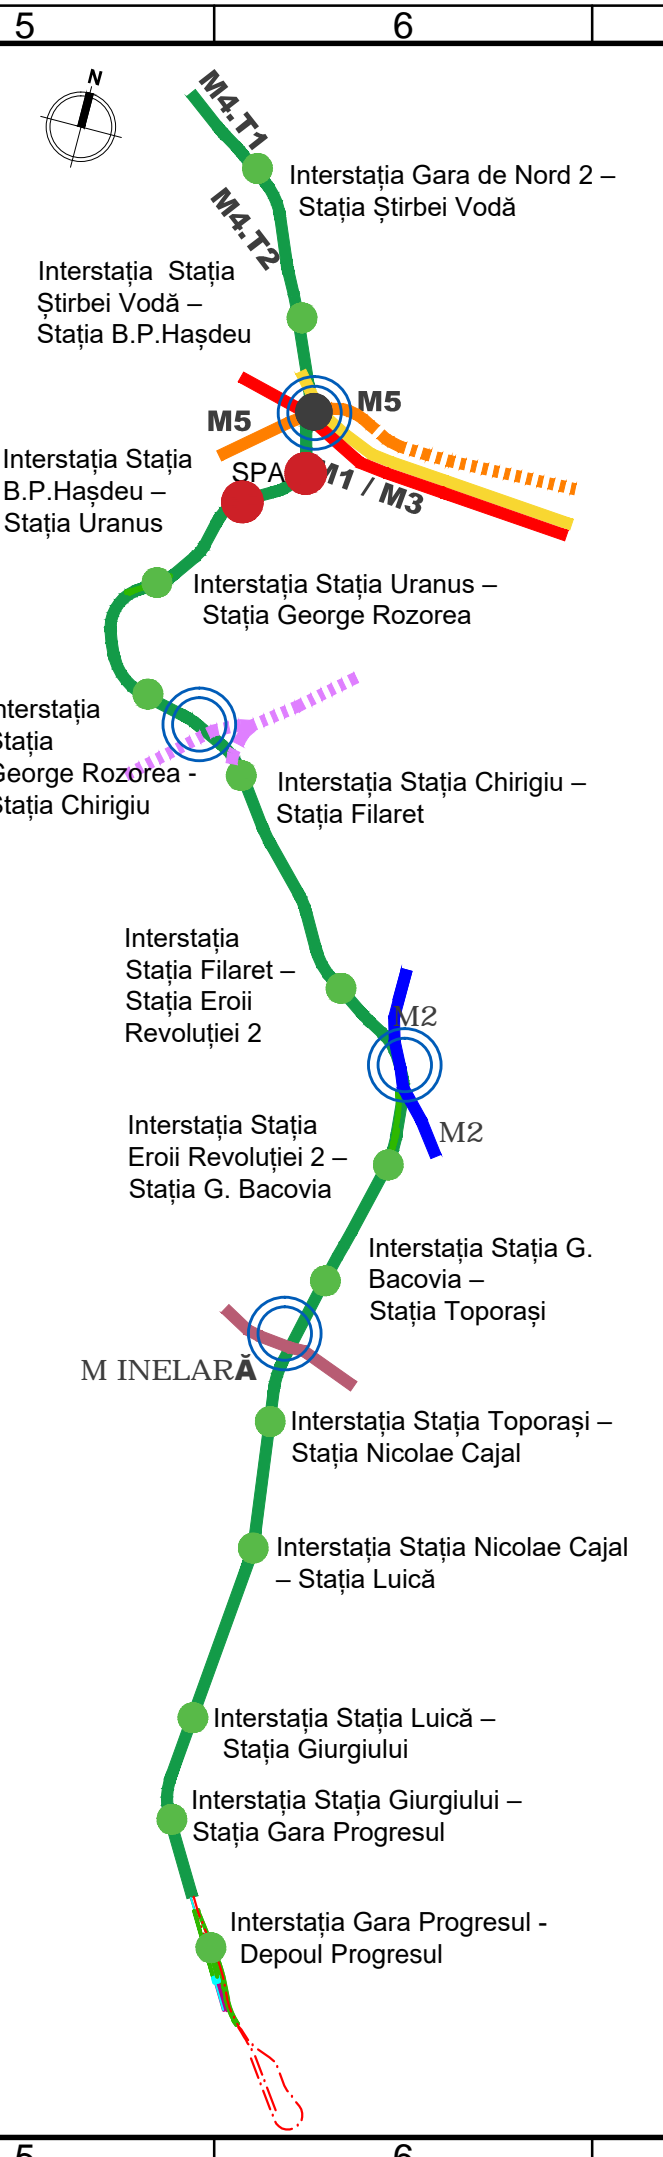 5 6
N
M4.T1
Interstația Gara de Nord 2 –
Stația Știrbei Vodă
M4.T2
Interstația Stația
Știrbei Vodă –
Stația B.P.Hașdeu
M5
M5
Interstația Stația
B.P.Hașdeu –
Stația Uranus
SPA
M1 / M3
Interstația Stația Uranus –
Stația George Rozorea
nterstația
Stația
George Rozorea -
Stația Chirigiu
Interstația Stația Chirigiu –
Stația Filaret
Interstația
Stația Filaret –
Stația Eroii
Revoluției 2
M2
Interstația Stația
Eroii Revoluției 2 –
Stația G. Bacovia
M2
Interstația Stația G.
Bacovia –
Stația Toporași
M INELARĂ
Interstația Stația Toporași –
Stația Nicolae Cajal
Interstația Stația Nicolae Cajal
– Stația Luică
Interstația Stația Luică –
Stația Giurgiului
Interstația Stația Giurgiului –
Stația Gara Progresul
Interstația Gara Progresul -
Depoul Progresul
5 6